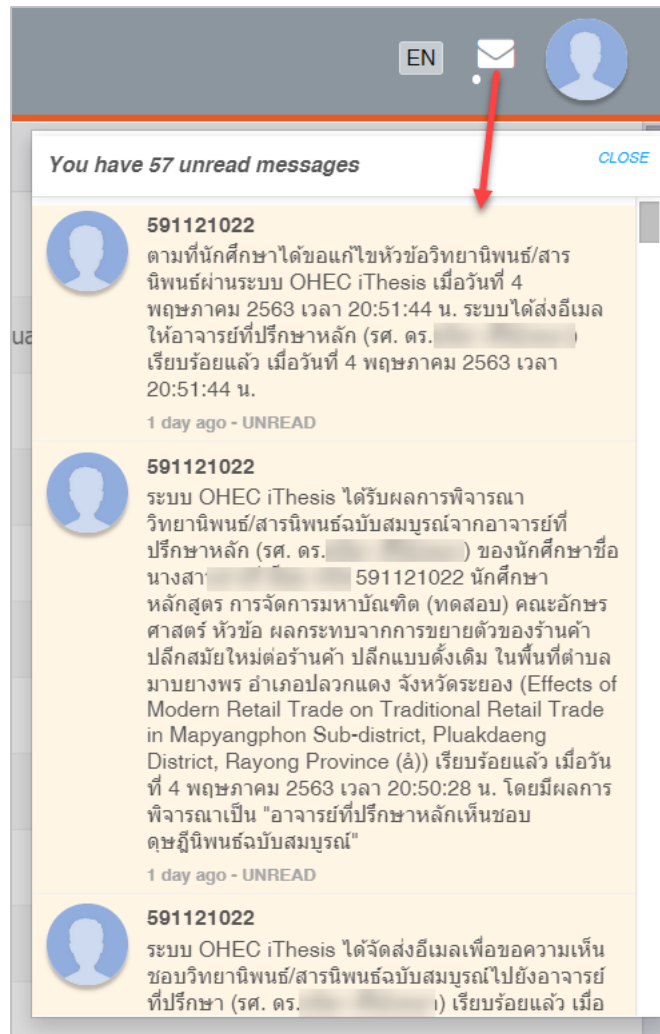 EN
You have 57 unread messages
CLOSE
591121022
ตามที่นักศึกษาได้ขอแก้ไขหัวข้อวิทยานิพนธ์/สาร
นิพนธ์ผ่านระบบ OHEC iThesis เมื่อวันที่ 4
พฤษภาคม 2563 เวลา 20:51:44 น. ระบบได้ส่งอีเมล
ให้อาจารย์ที่ปรึกษาหลัก (รศ. ดร. )
เรียบร้อยแล้ว เมื่อวันที่ 4 พฤษภาคม 2563 เวลา
20:51:44 น.
1 day ago - UNREAD
591121022
ระบบ OHEC iThesis ได้รับผลการพิจารณา
วิทยานิพนธ์/สารนิพนธ์ฉบับสมบูรณ์จากอาจารย์ที่
ปรึกษาหลัก (รศ. ดร. ) ของนักศึกษาชื่อ
นางสา 591121022 นักศึกษา
หลักสูตร การจัดการมหาบัณฑิต (ทดสอบ) คณะอักษร
ศาสตร์ หัวข้อ ผลกระทบจากการขยายตัวของร้านค้า
ปลีกสมัยใหม่ต่อร้านค้า ปลีกแบบดั้งเดิม ในพื้นที่ตำบล
มาบยางพร อำเภอปลวกแดง จังหวัดระยอง (Effects of
Modern Retail Trade on Traditional Retail Trade
in Mapyangphon Sub-district, Pluakdaeng
District, Rayong Province (å)) เรียบร้อยแล้ว เมื่อวัน
ที่ 4 พฤษภาคม 2563 เวลา 20:50:28 น. โดยมีผลการ
พิจารณาเป็น "อาจารย์ที่ปรึกษาหลักเห็นชอบ
ดุษฎีนิพนธ์ฉบับสมบูรณ์"
1 day ago - UNREAD
591121022
ระบบ OHEC iThesis ได้จัดส่งอีเมลเพื่อขอความเห็น
ชอบวิทยานิพนธ์/สารนิพนธ์ฉบับสมบูรณ์ไปยังอาจารย์
ที่ปรึกษา (รศ. ดร. ) เรียบร้อยแล้ว เมื่อ